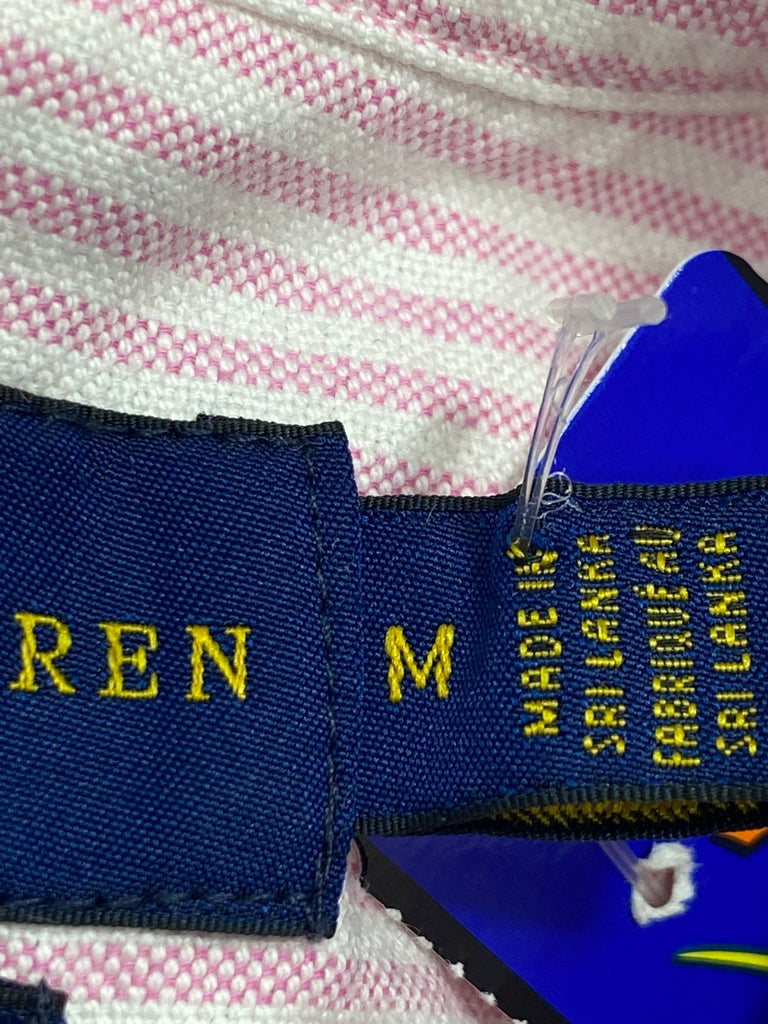 REN
M
MADE IN
SRI LANKA
FABRIQUÉ AU
SRI LANKA